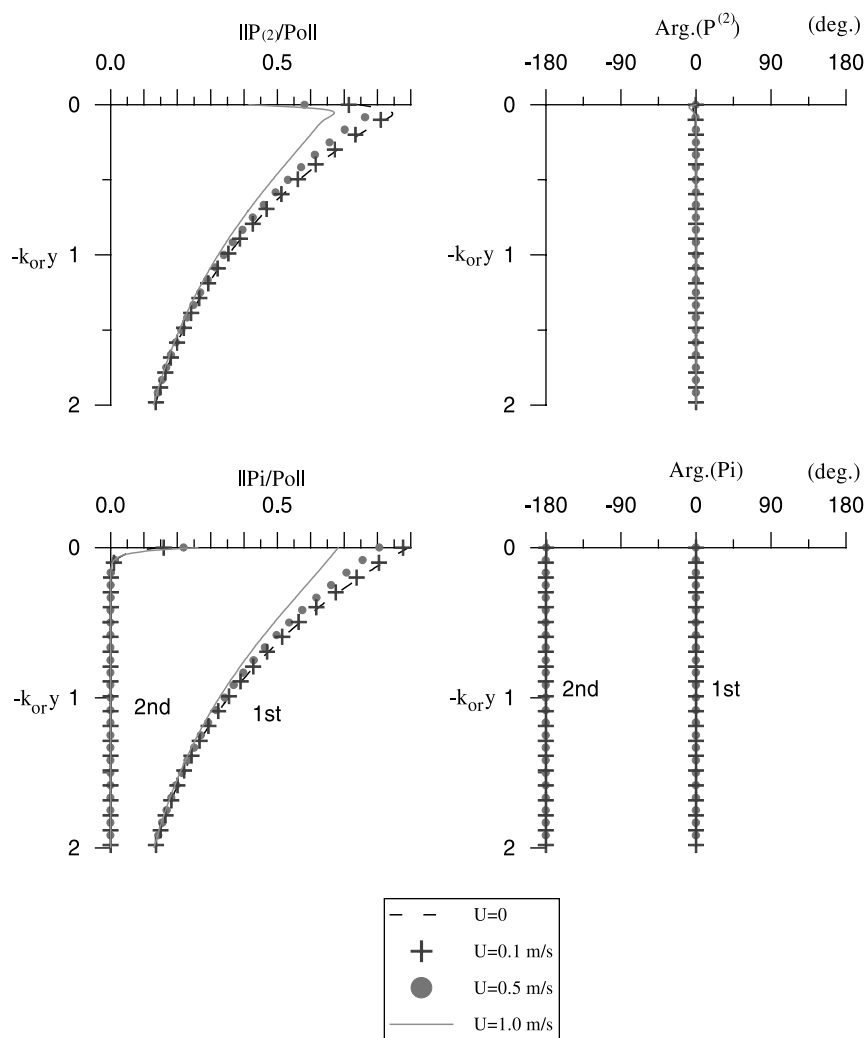 ||P(2)/Po||
Arg.(P(2)) (deg.)
0.0 0.5
-180 -90 0 90 180
0
1
2
-kory
0
1
2
-kory
||Pi/Po||
Arg.(Pi) (deg.)
0.0 0.5
-180 -90 0 90 180
0
1
2
-kory
2nd
1st
0
1
2
-kory
2nd
1st
U=0
U=0.1 m/s
U=0.5 m/s
U=1.0 m/s